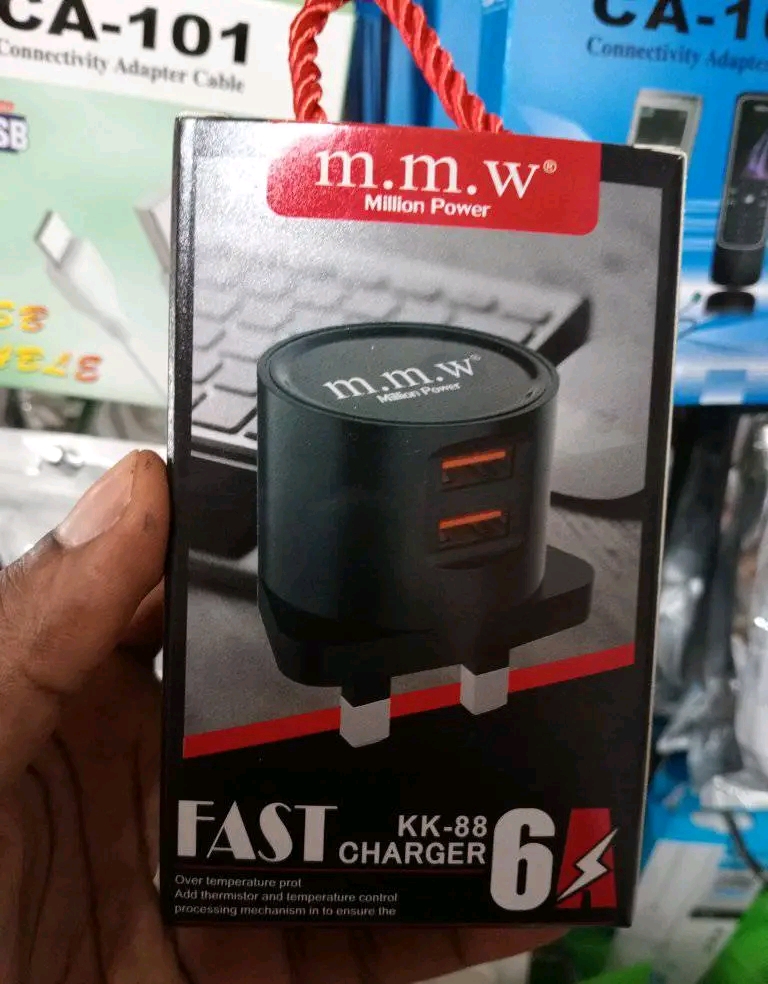 CA-101
Connectivity Adapter Cable
CA-1
Connectivity Adapte
SB
m.m.w®
Million Power
m.m.w®
Million Power
FAST
KK-88
CHARGER
6A
Over temperature prot
Add thermistor and temperature control
processing mechanism in to ensure the